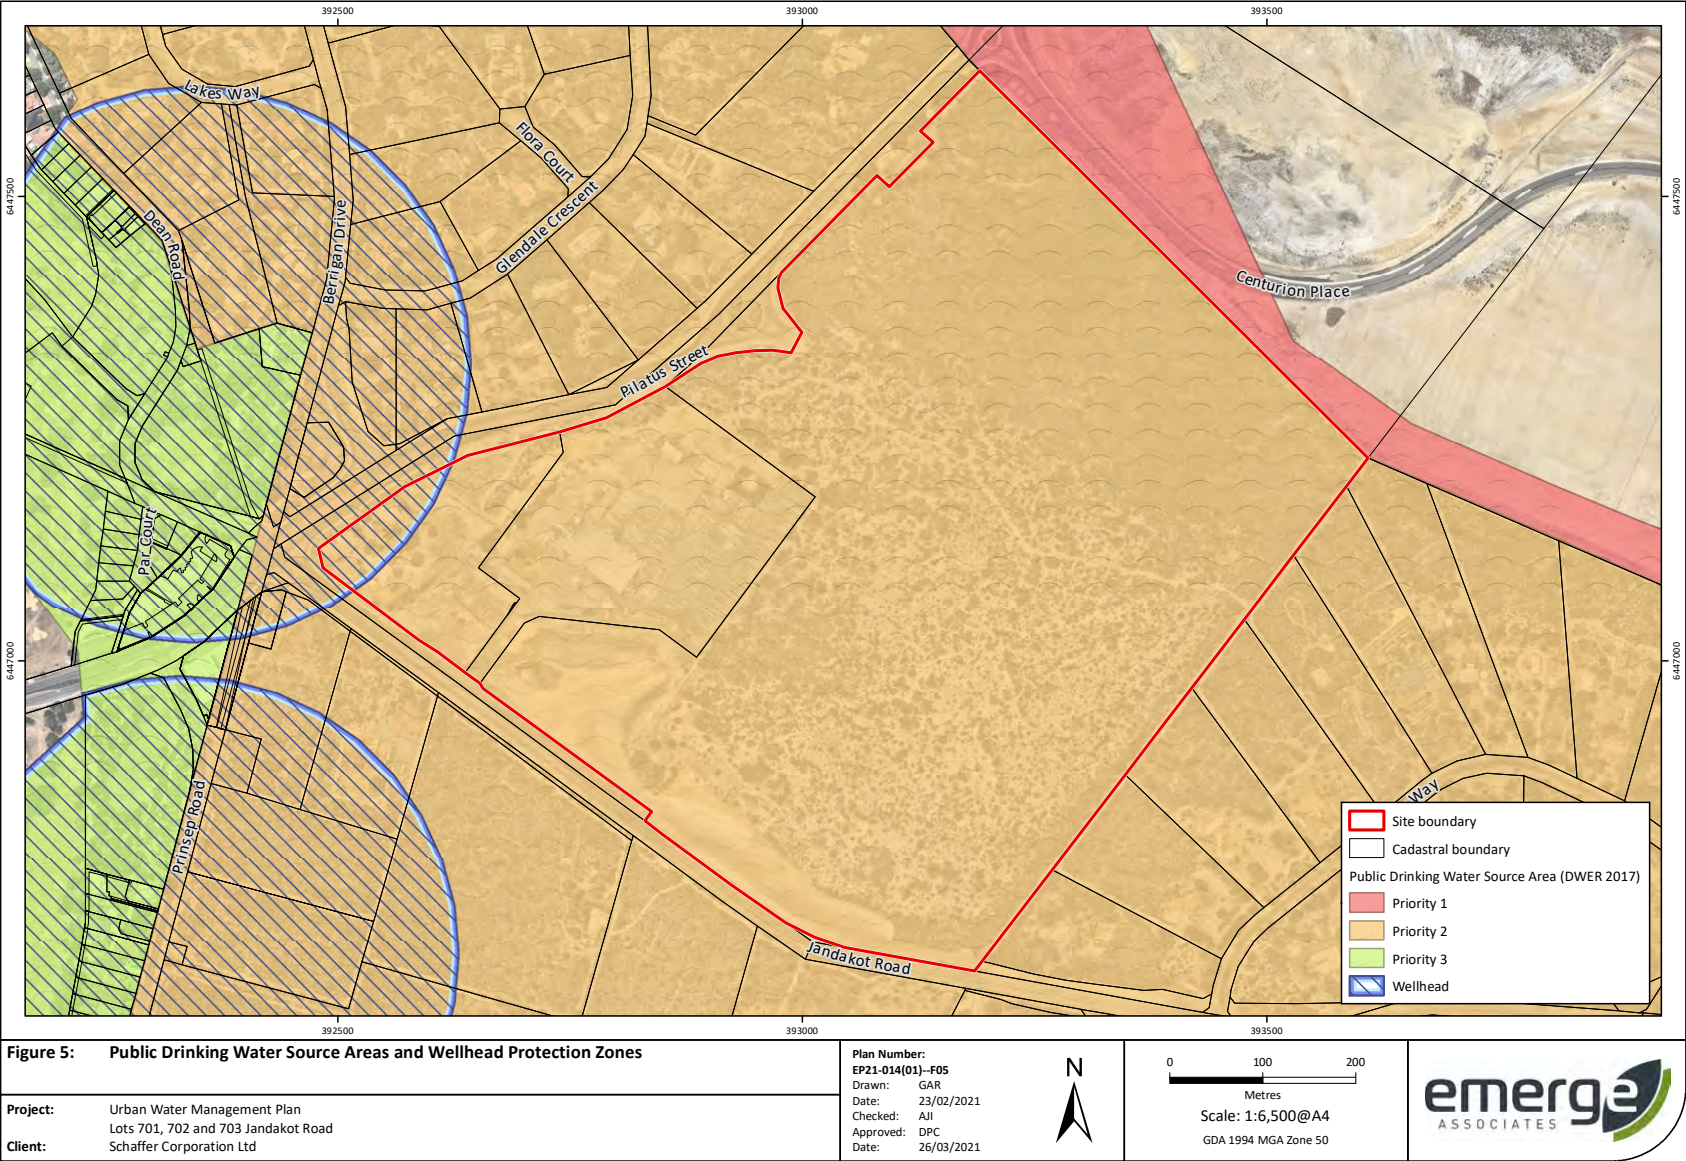 392500
393000
393500
6447500
6447500
6447000
6447000
Lakes Way
Flora Court
Dean Road
Glendale Crescent
Berrigan Drive
Centurion Place
Pilatus Street
Par Court
Prinsep Road
Way
Jandakot Road
Site boundary
Cadastral boundary
Public Drinking Water Source Area (DWER 2017)
Priority 1
Priority 2
Priority 3
Wellhead
392500
393000
393500
Figure 5: Public Drinking Water Source Areas and Wellhead Protection Zones
Project: Urban Water Management Plan
Lots 701, 702 and 703 Jandakot Road
Client: Schaffer Corporation Ltd
Plan Number:
EP21-014(01)--F05
Drawn: GAR
Date: 23/02/2021
Checked: AJI
Approved: DPC
Date: 26/03/2021
N
0 100 200
Metres
Scale: 1:6,500@A4
GDA 1994 MGA Zone 50
emerge
ASSOCIATES